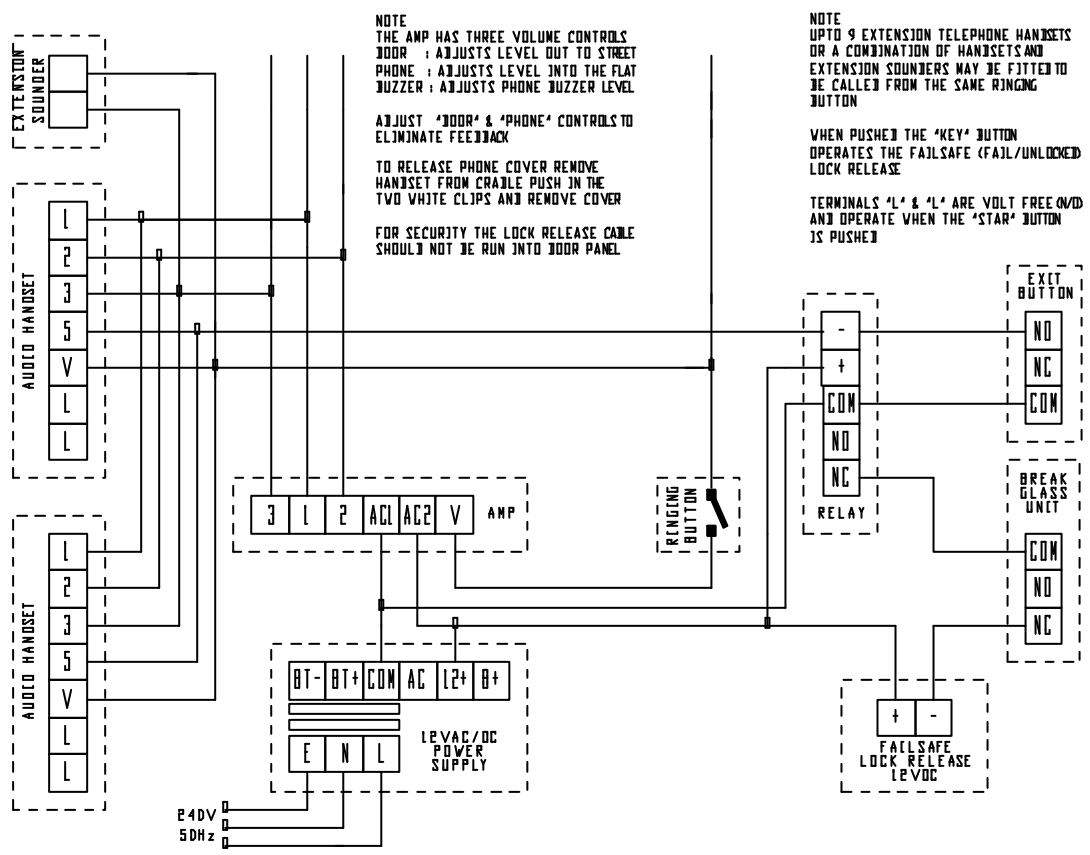 NOTE
THE AMP HAS THREE VOLUME CONTROLS
DOOR : ADJUSTS LEVEL OUT TO STREET
PHONE : ADJUSTS LEVEL INTO THE FLAT
BUZZER : ADJUSTS PHONE BUZZER LEVEL
ADJUST "DOOR" & "PHONE" CONTROLS TO
ELIMINATE FEEDBACK
TO RELEASE PHONE COVER REMOVE
HANDSET FROM CRADLE PUSH IN THE
TWO WHITE CLIPS AND REMOVE COVER
FOR SECURITY THE LOCK RELEASE CABLE
SHOULD NOT BE RUN INTO DOOR PANEL
NOTE
UPTO 9 EXTENSION TELEPHONE HANDSETS
OR A COMBINATION OF HANDSETS AND
EXTENSION SOUNDERS MAY BE FITTED TO
BE CALLED FROM THE SAME RINGING
BUTTON
WHEN PUSHED THE "KEY" BUTTON
OPERATES THE FAILSAFE (FAIL/UNLOCKED)
LOCK RELEASE
TERMINALS "L" & "L" ARE VOLT FREE (N/O)
AND OPERATE WHEN THE "STAR" BUTTON
IS PUSHED
EXTENSION
SOUNDER
AUDIO HANDSET
1
2
3
5
V
L
L
AUDIO HANDSET
1
2
3
5
V
L
L
3 1 2 AC1 AC2 V
AMP
RINGING
BUTTON
-
+
COM
NO
NC
RELAY
EXIT
BUTTON
NO
NC
COM
BREAK
GLASS
UNIT
COM
NO
NC
BT- BT+ COM AC 12+ B+
E N L
12VAC/DC
POWER
SUPPLY
240V
50Hz
+ -
FAILSAFE
LOCK RELEASE
12VDC